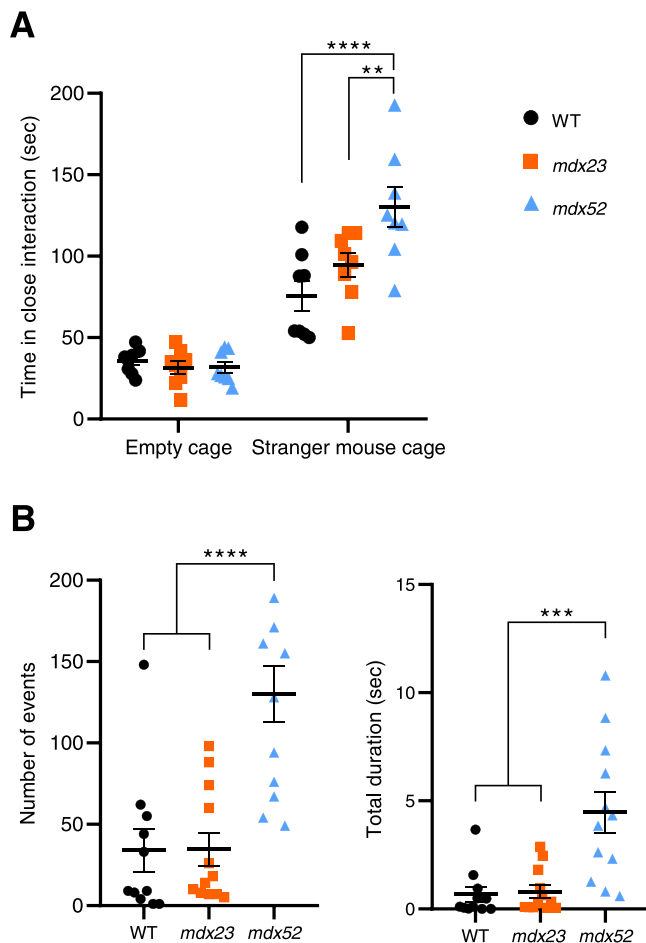 A
****
**
200
150
100
50
0
Time in close interaction (sec)
Empty cage
Stranger mouse cage
WT
mdx23
mdx52
B
****
200
150
100
50
0
Number of events
WT
mdx23
mdx52
***
15
10
5
0
Total duration (sec)
WT
mdx23
mdx52